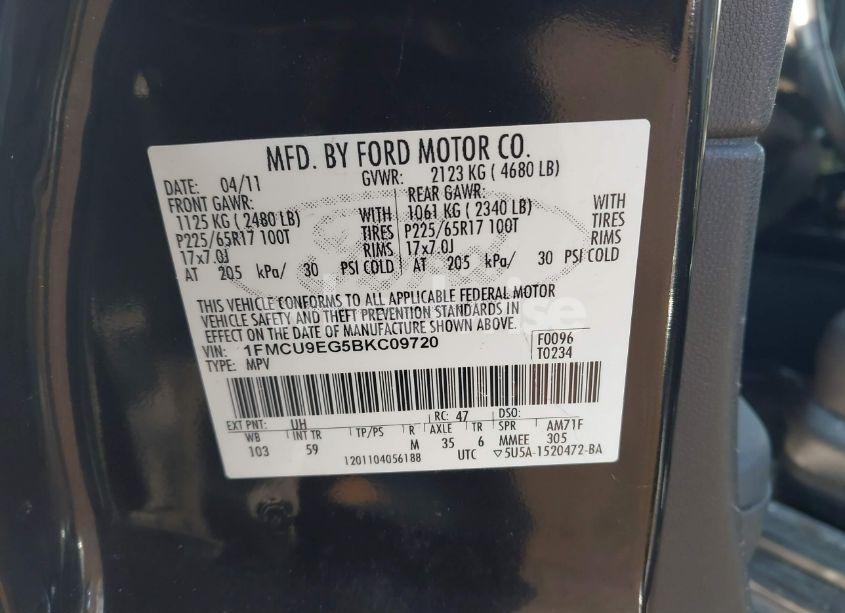 MFD. BY FORD MOTOR CO.
DATE: 04/11 GVWR: 2123 KG ( 4680 LB)
FRONT GAWR: REAR GAWR:
1125 KG ( 2480 LB) WITH 1061 KG ( 2340 LB) WITH
P225/65R17 100T TIRES P225/65R17 100T TIRES
17x7.0J RIMS 17x7.0J RIMS
AT 205 kPa/ 30 PSI COLD AT 205 kPa/ 30 PSI COLD
THIS VEHICLE CONFORMS TO ALL APPLICABLE FEDERAL MOTOR
VEHICLE SAFETY AND THEFT PREVENTION STANDARDS IN
EFFECT ON THE DATE OF MANUFACTURE SHOWN ABOVE.
VIN: 1FMCU9EG5BKC09720 F0096
TYPE: MPV T0234
EXT PNT: UH RC: 47 DSO:
WB INT TR TP/PS R AXLE TR SPR AM71F
103 59 M 35 6 MMEE 305
1201104056188 UTC ▽5U5A-1520472-BA